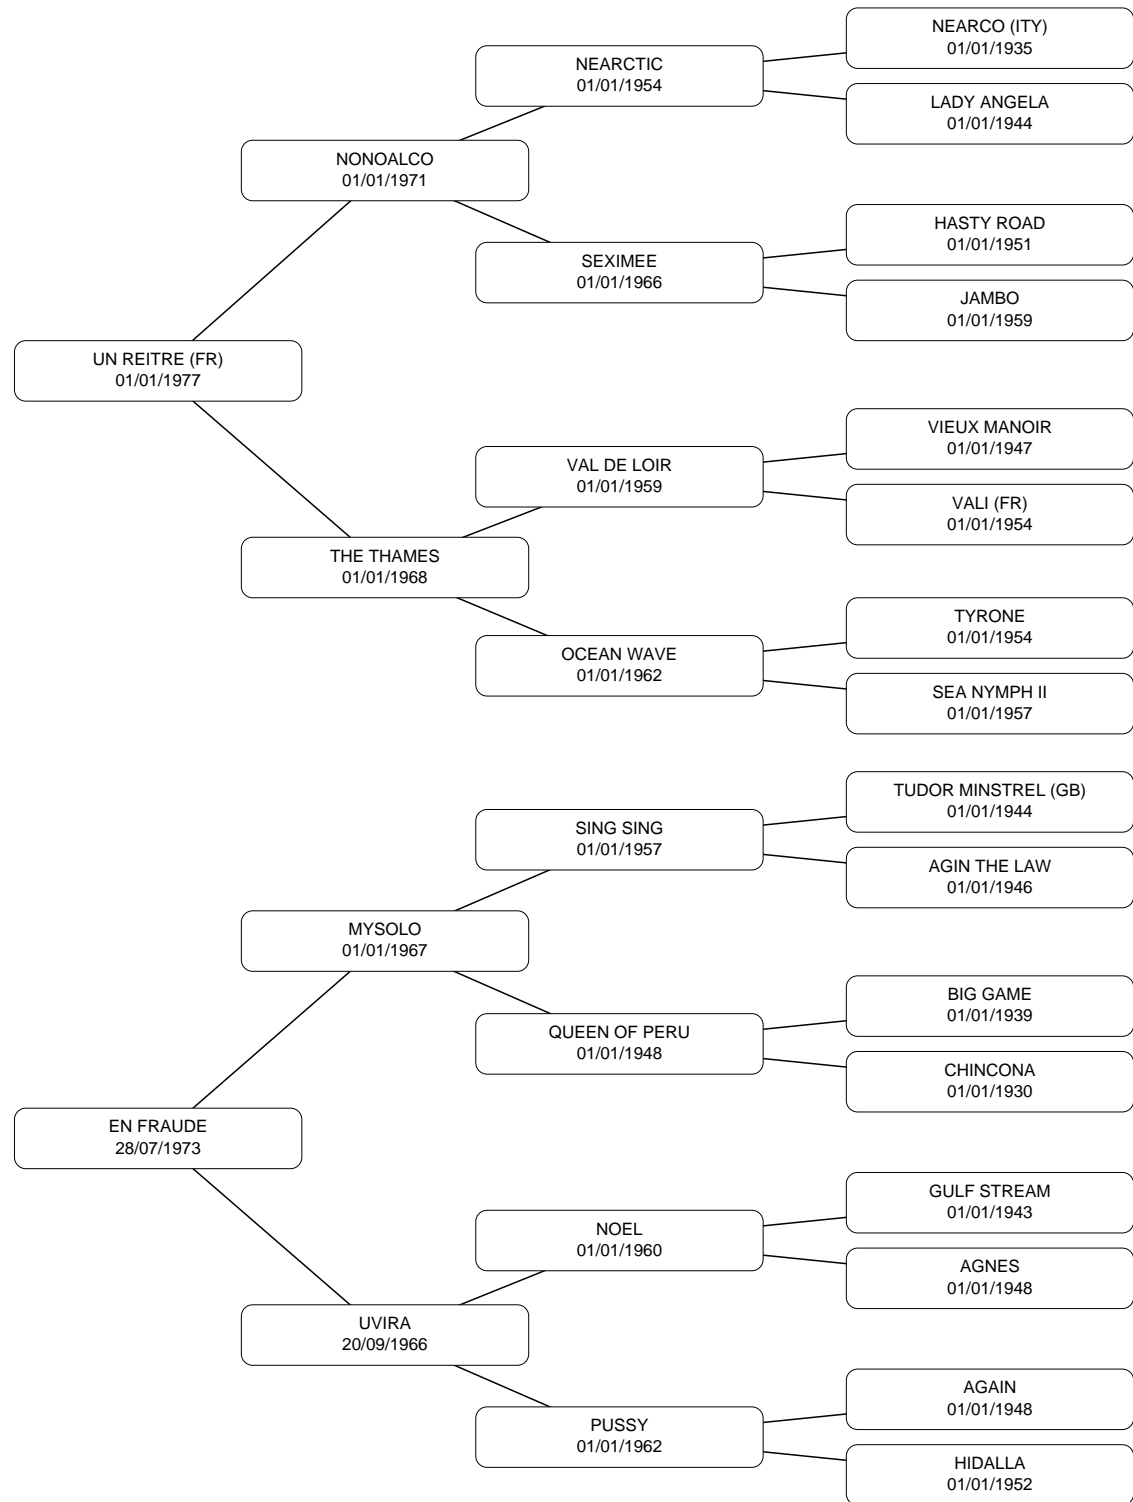 NEARCO (ITY)
01/01/1935
NEARCTIC
01/01/1954
LADY ANGELA
01/01/1944
NONOALCO
01/01/1971
HASTY ROAD
01/01/1951
SEXIMEE
01/01/1966
JAMBO
01/01/1959
UN REITRE (FR)
01/01/1977
VIEUX MANOIR
01/01/1947
VAL DE LOIR
01/01/1959
VALI (FR)
01/01/1954
THE THAMES
01/01/1968
TYRONE
01/01/1954
OCEAN WAVE
01/01/1962
SEA NYMPH II
01/01/1957
TUDOR MINSTREL (GB)
01/01/1944
SING SING
01/01/1957
AGIN THE LAW
01/01/1946
MYSOLO
01/01/1967
BIG GAME
01/01/1939
QUEEN OF PERU
01/01/1948
CHINCONA
01/01/1930
EN FRAUDE
28/07/1973
GULF STREAM
01/01/1943
NOEL
01/01/1960
AGNES
01/01/1948
UVIRA
20/09/1966
AGAIN
01/01/1948
PUSSY
01/01/1962
HIDALLA
01/01/1952